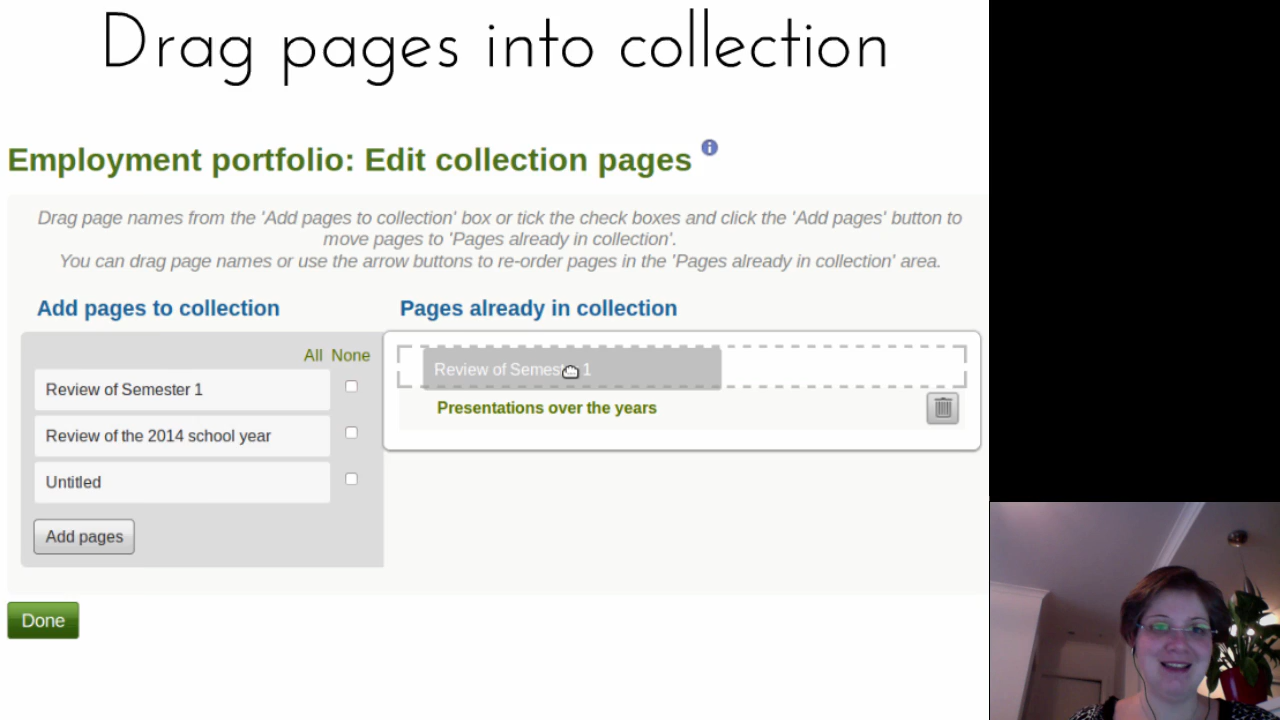 Drag pages into collection
Employment portfolio: Edit collection pages
Drag page names from the 'Add pages to collection' box or tick the check boxes and click the 'Add pages' button to
move pages to 'Pages already in collection'.
You can drag page names or use the arrow buttons to re-order pages in the 'Pages already in collection' area.
Add pages to collection
Pages already in collection
All None
Review of Semester 1
Review of the 2014 school year
Untitled
Add pages
Review of Semester 1
Presentations over the years
Done